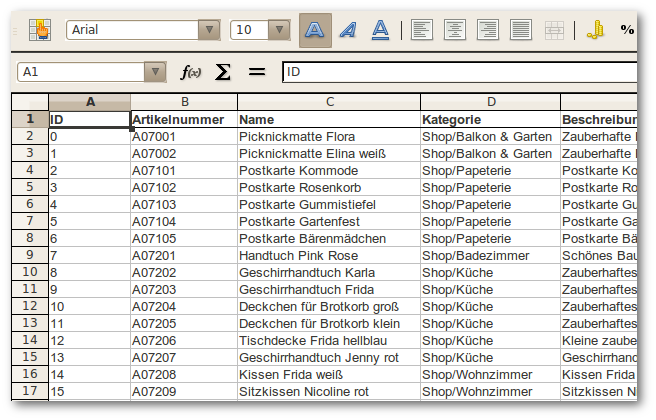 Arial 10 A A A %
A1 f(x) Σ = ID
A B C D
1 ID Artikelnummer Name Kategorie Beschreibun
2 0 A07001 Picknickmatte Flora Shop/Balkon & Garten Zauberhafte
3 1 A07002 Picknickmatte Elina weiß Shop/Balkon & Garten Zauberhafte
4 2 A07101 Postkarte Kommode Shop/Papeterie Postkarte Ko
5 3 A07102 Postkarte Rosenkorb Shop/Papeterie Postkarte Ro
6 4 A07103 Postkarte Gummistiefel Shop/Papeterie Postkarte Gu
7 5 A07104 Postkarte Gartenfest Shop/Papeterie Postkarte Ga
8 6 A07105 Postkarte Bärenmädchen Shop/Papeterie Postkarte Bä
9 7 A07201 Handtuch Pink Rose Shop/Badezimmer Schönes Bau
10 8 A07202 Geschirrhandtuch Karla Shop/Küche Zauberhaftes
11 9 A07203 Geschirrhandtuch Frida Shop/Küche Zauberhaftes
12 10 A07204 Deckchen für Brotkorb groß Shop/Küche Zauberhaftes
13 11 A07205 Deckchen für Brotkorb klein Shop/Küche Zauberhaftes
14 12 A07206 Tischdecke Frida hellblau Shop/Küche Kleine zaube
15 13 A07207 Geschirrhandtuch Jenny rot Shop/Küche Geschirrhand
16 14 A07208 Kissen Frida weiß Shop/Wohnzimmer Kissen Frida
17 15 A07209 Sitzkissen Nicoline rot Shop/Wohnzimmer Sitzkissen N